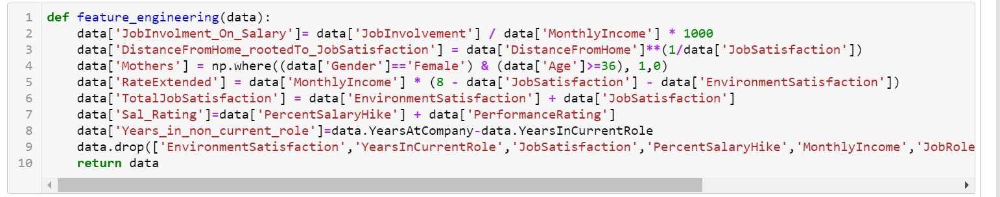 1 def feature_engineering(data):
2     data['JobInvolment_On_Salary']= data['JobInvolvement'] / data['MonthlyIncome'] * 1000
3     data['DistanceFromHome_rootedTo_JobSatisfaction'] = data['DistanceFromHome']**(1/data['JobSatisfaction'])
4     data['Mothers'] = np.where((data['Gender']=='Female') & (data['Age']>=36), 1,0)
5     data['RateExtended'] = data['MonthlyIncome'] * (8 - data['JobSatisfaction'] - data['EnvironmentSatisfaction'])
6     data['TotalJobSatisfaction'] = data['EnvironmentSatisfaction'] + data['JobSatisfaction']
7     data['Sal_Rating']=data['PercentSalaryHike'] + data['PerformanceRating']
8     data['Years_in_non_current_role']=data.YearsAtCompany-data.YearsInCurrentRole
9     data.drop(['EnvironmentSatisfaction','YearsInCurrentRole','JobSatisfaction','PercentSalaryHike','MonthlyIncome','JobRole
10     return data